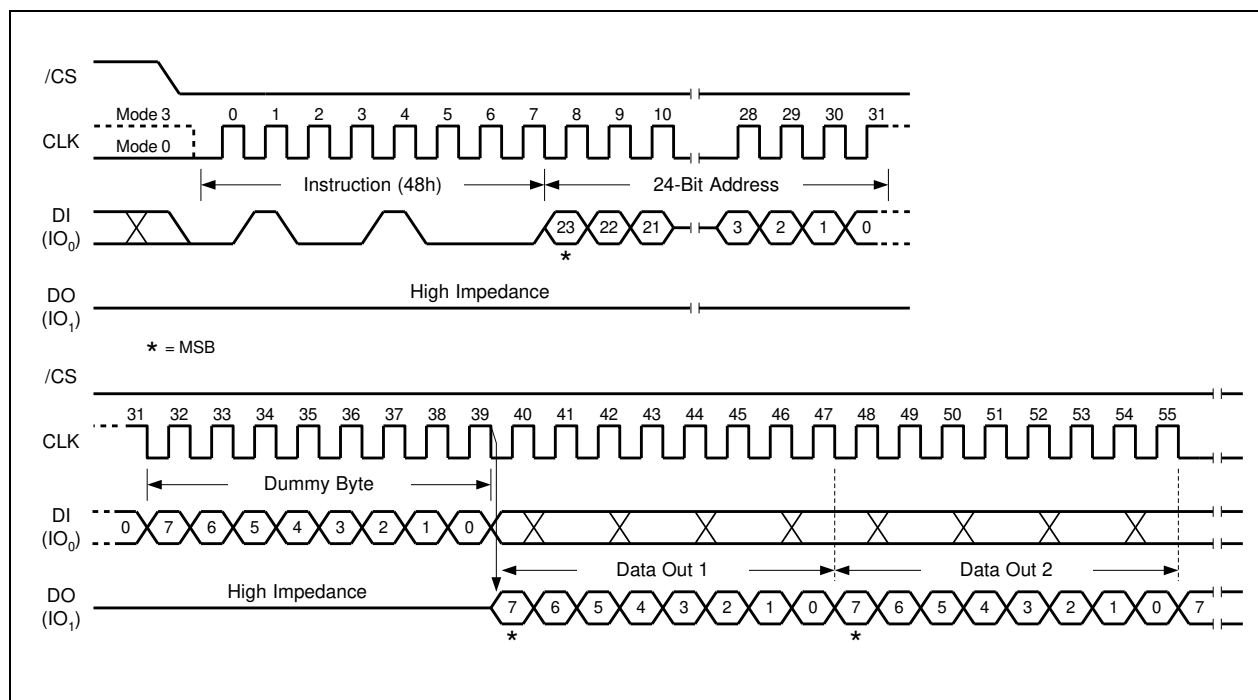 /CS
Mode 3 0 1 2 3 4 5 6 7 8 9 10 28 29 30 31
CLK
Mode 0
Instruction (48h) 24-Bit Address
DI
(IO0)
23 22 21 3 2 1 0
*
High Impedance
DO
(IO1)
* = MSB
/CS
31 32 33 34 35 36 37 38 39 40 41 42 43 44 45 46 47 48 49 50 51 52 53 54 55
CLK
Dummy Byte
DI
(IO0)
0 7 6 5 4 3 2 1 0
Data Out 1 Data Out 2
High Impedance
DO
(IO1)
7 6 5 4 3 2 1 0 7 6 5 4 3 2 1 0 7
* *